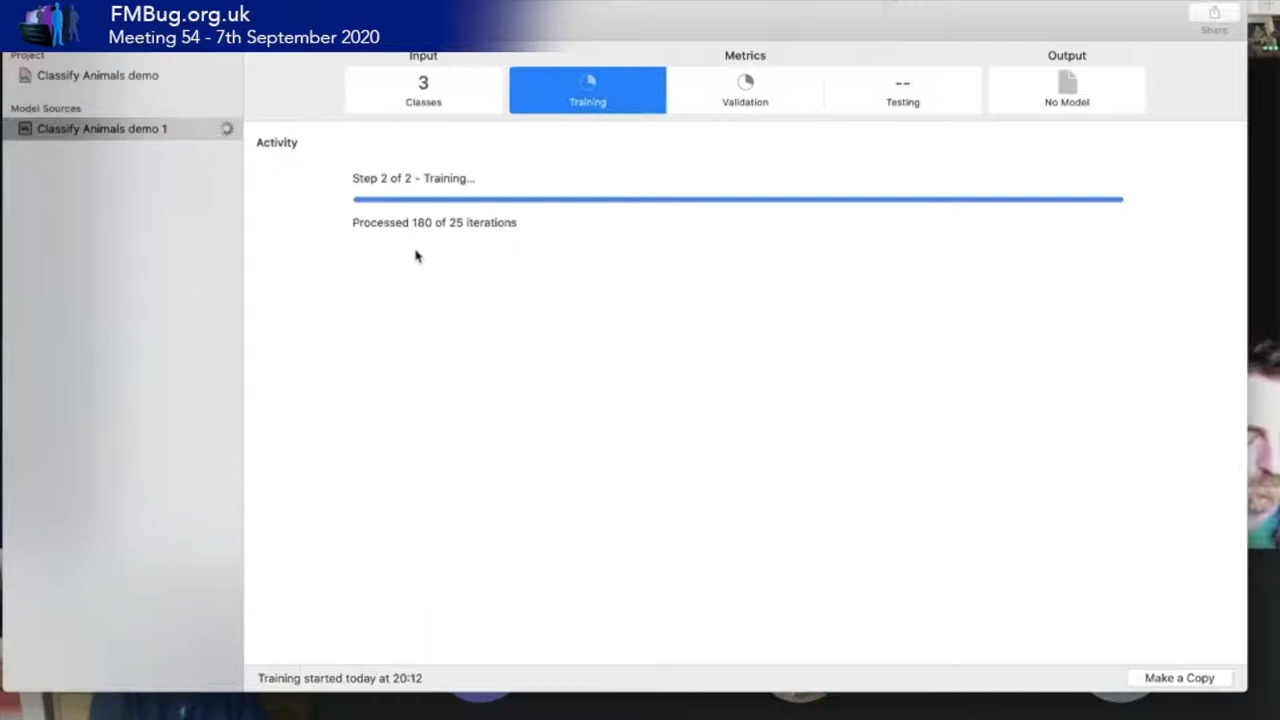 FMBug.org.uk
Meeting 54 - 7th September 2020
Share
Project
Classify Animals demo
Model Sources
Classify Animals demo 1
Input
Metrics
Output
3
Classes
Training
Validation
--
Testing
No Model
Activity
Step 2 of 2 - Training...
Processed 180 of 25 iterations
Training started today at 20:12
Make a Copy